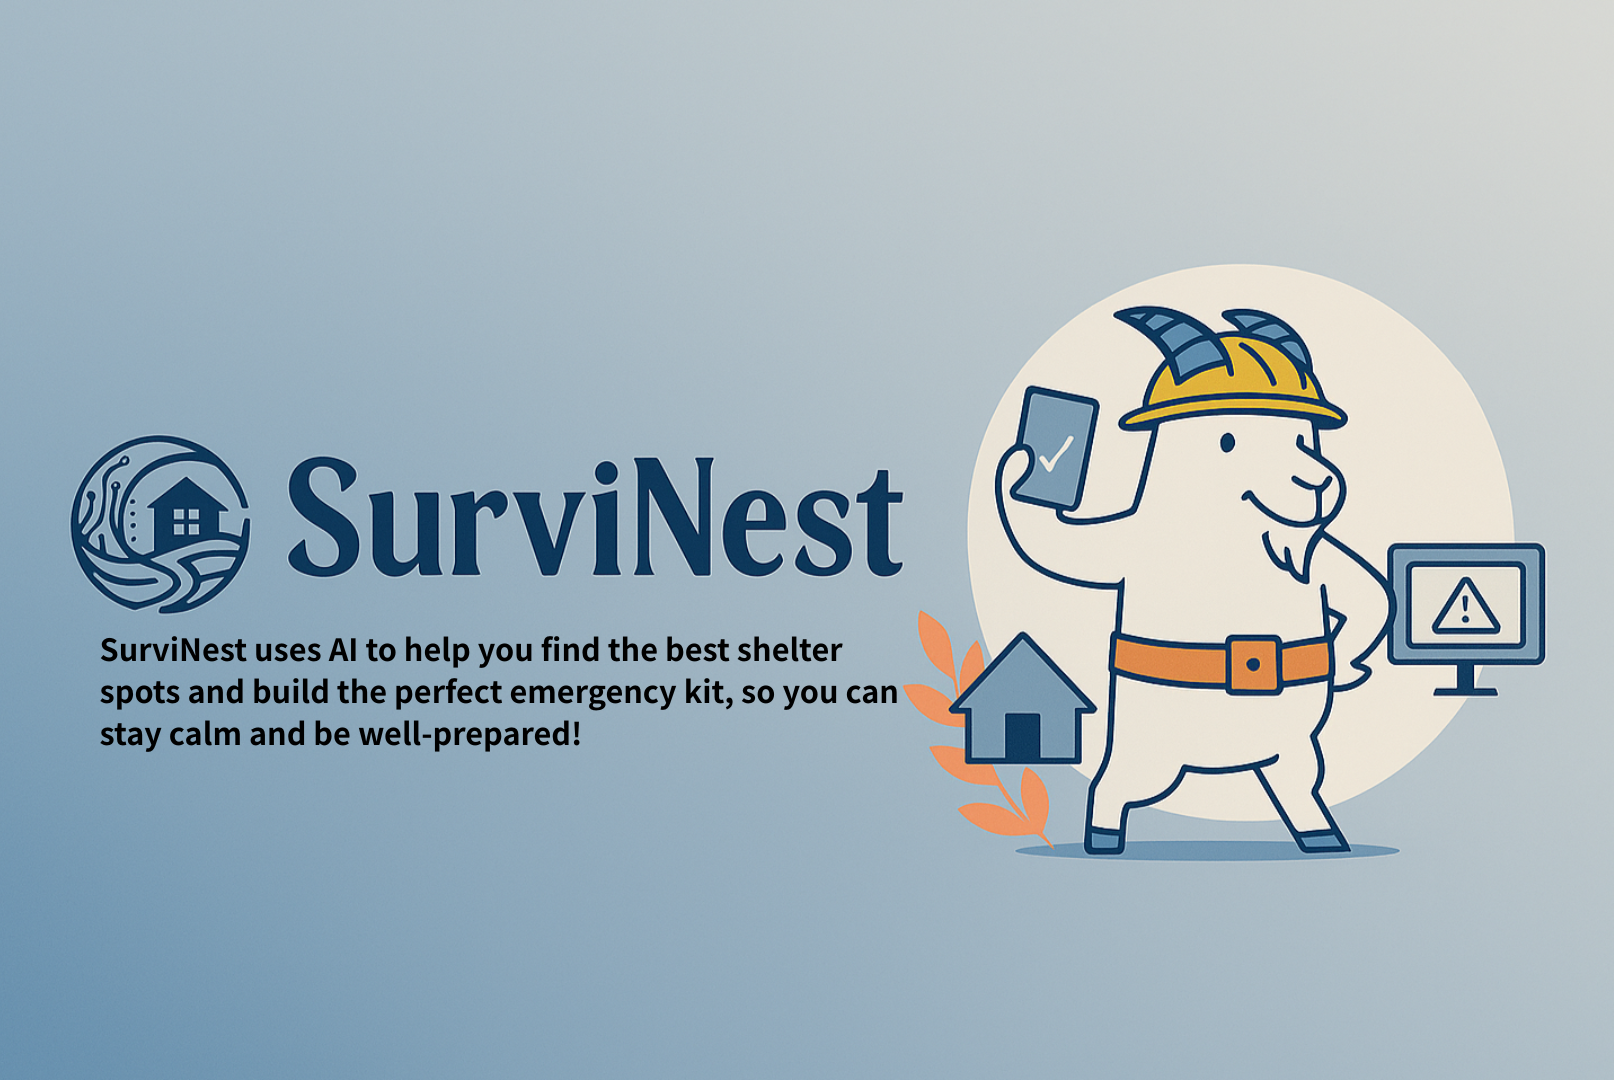 SurviNest
SurviNest uses AI to help you find the best shelter
spots and build the perfect emergency kit, so you can
stay calm and be well-prepared!
!